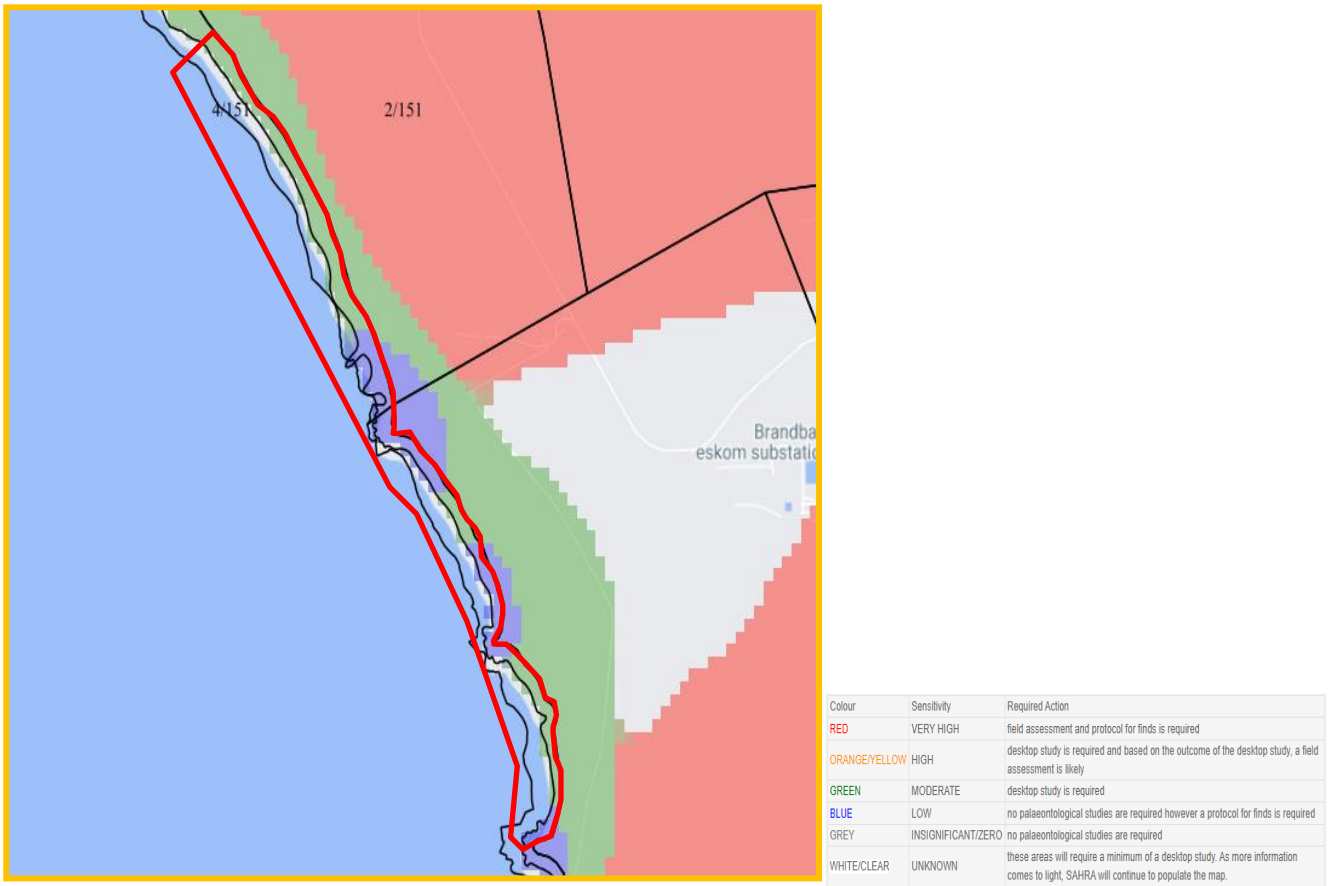 4/151
2/151
Brandba
eskom substatio
Colour Sensitivity Required Action
RED VERY HIGH field assessment and protocol for finds is required
ORANGE/YELLOW HIGH desktop study is required and based on the outcome of the desktop study, a field
assessment is likely
GREEN MODERATE desktop study is required
BLUE LOW no palaeontological studies are required however a protocol for finds is required
GREY INSIGNIFICANT/ZERO no palaeontological studies are required
WHITE/CLEAR UNKNOWN these areas will require a minimum of a desktop study. As more information
comes to light, SAHRA will continue to populate the map.